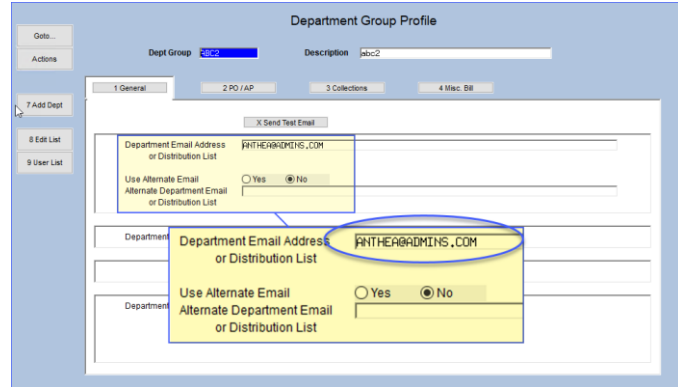 Department Group Profile
Goto...
Actions
Dept Group ABC2 Description abc2
1 General 2 PO / AP 3 Collections 4 Misc. Bill
7 Add Dept
X Send Test Email
8 Edit List
9 User List
Department Email Address ANTHEA@ADMINS.COM
or Distribution List
Use Alternate Email Yes No
Alternate Department Email
or Distribution List
Department
Department Email Address ANTHEA@ADMINS.COM
or Distribution List
Use Alternate Email Yes No
Alternate Department Email
or Distribution List
Department